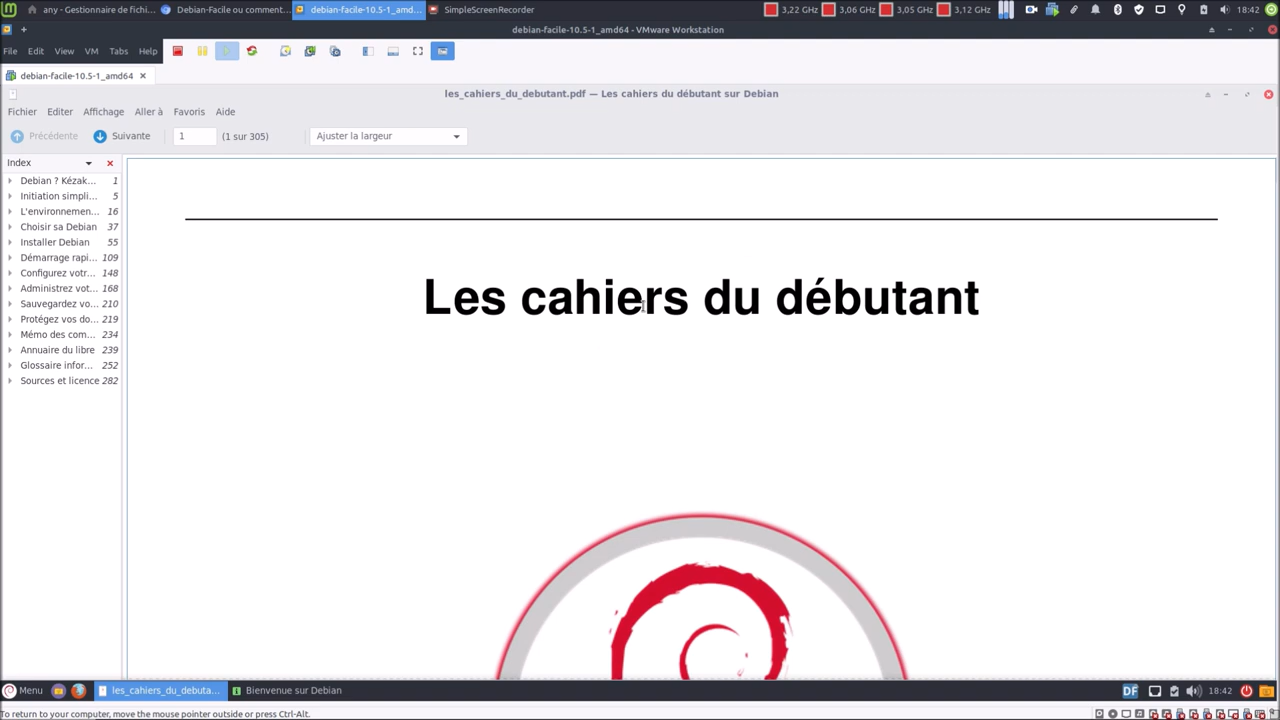 any - Gestionnaire de fichi...
Debian-Facile ou comment...
debian-facile-10.5-1_amd...
SimpleScreenRecorder
3,22 GHz
3,06 GHz
3,05 GHz
3,12 GHz
18:42
debian-facile-10.5-1_amd64 - VMware Workstation
File Edit View VM Tabs Help
debian-facile-10.5-1_amd64
les_cahiers_du_debutant.pdf — Les cahiers du débutant sur Debian
Fichier Editer Affichage Aller à Favoris Aide
Précédente Suivante 1 (1 sur 305) Ajuster la largeur
Index
Debian ? Kézak... 1
Initiation simpli... 5
L'environnemen... 16
Choisir sa Debian 37
Installer Debian 55
Démarrage rapi... 109
Configurez votr... 148
Administrez vot... 168
Sauvegardez vo... 210
Protégez vos do... 219
Mémo des com... 234
Annuaire du libre 239
Glossaire infor... 252
Sources et licence 282
Les cahiers du débutant
Menu
les_cahiers_du_debuta...
Bienvenue sur Debian
DF
18:42
To return to your computer, move the mouse pointer outside or press Ctrl-Alt.